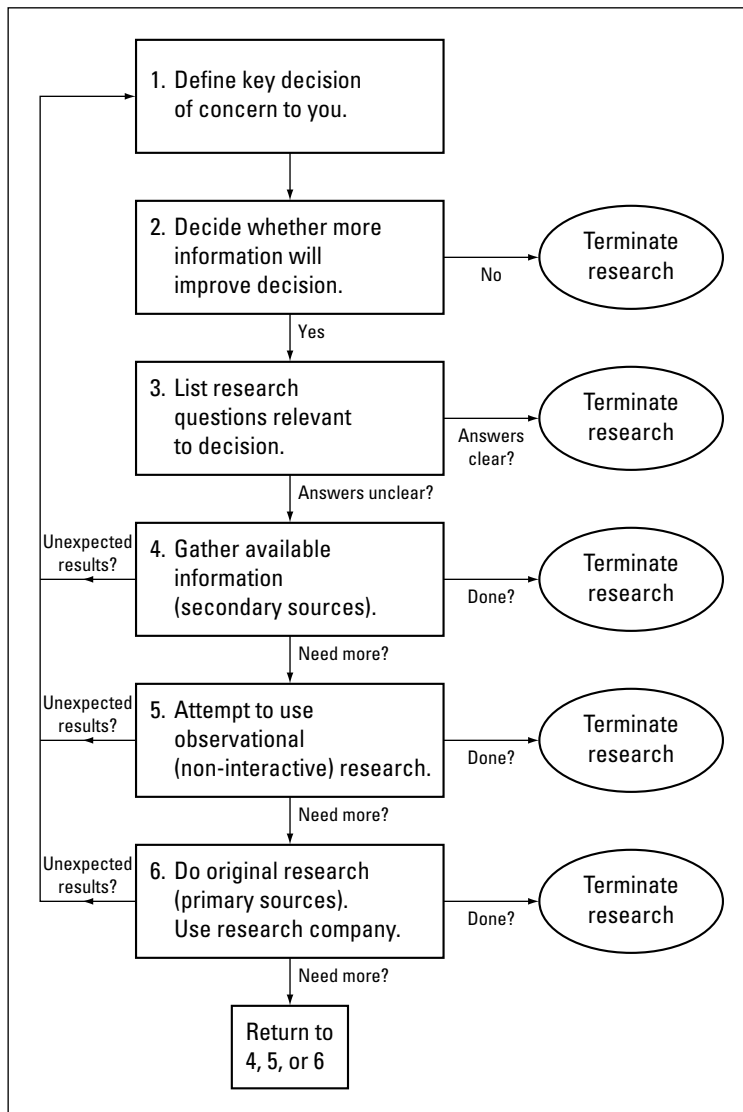 1. Define key decision
of concern to you.
2. Decide whether more
information will
improve decision.
No
Terminate
research
Yes
3. List research
questions relevant
to decision.
Answers
clear?
Terminate
research
Answers unclear?
Unexpected
results?
4. Gather available
information
(secondary sources).
Done?
Terminate
research
Need more?
Unexpected
results?
5. Attempt to use
observational
(non-interactive) research.
Done?
Terminate
research
Need more?
Unexpected
results?
6. Do original research
(primary sources).
Use research company.
Done?
Terminate
research
Need more?
Return to
4, 5, or 6